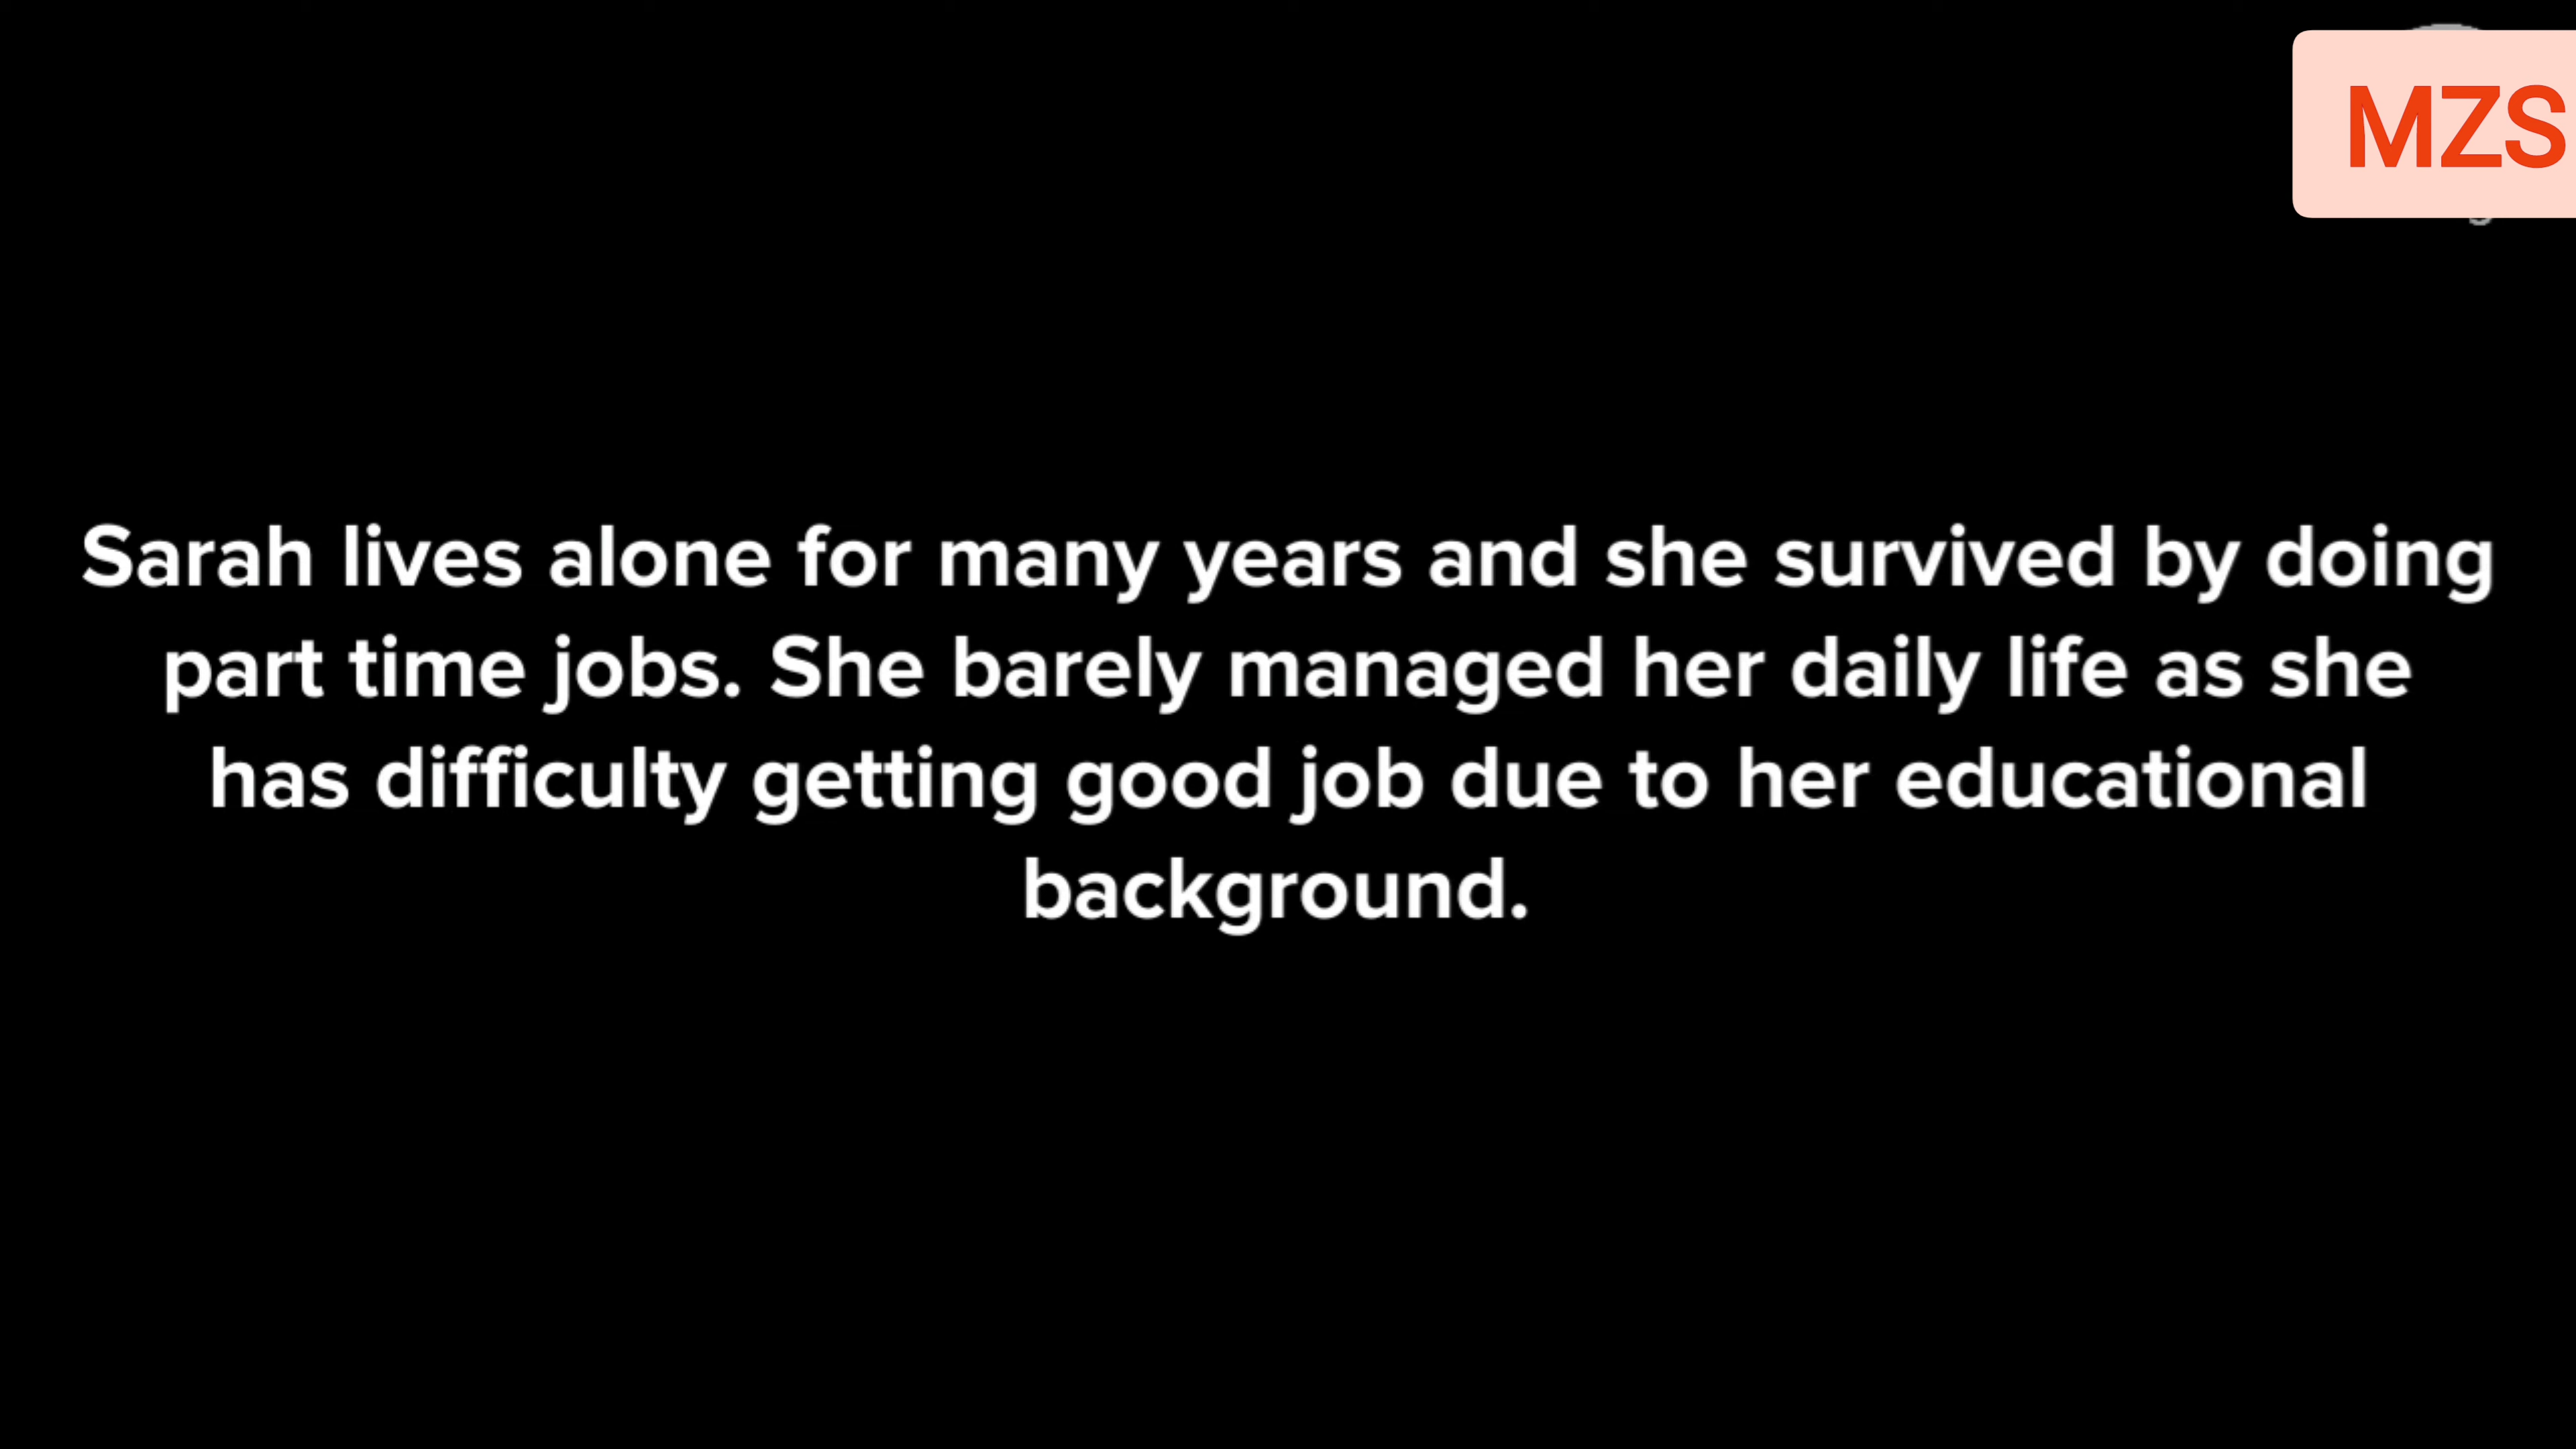 MZS
Sarah lives alone for many years and she survived by doing
part time jobs. She barely managed her daily life as she
has difficulty getting good job due to her educational
background.